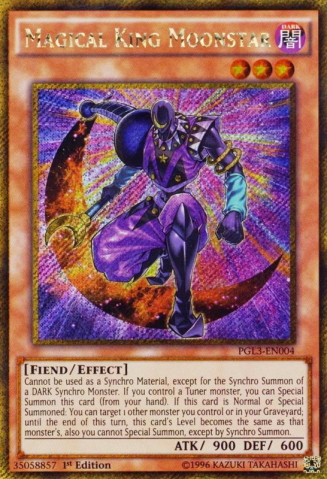 MAGICAL KING MOONSTAR
DARK
闇
PGL3-EN004
[FIEND/EFFECT]
Cannot be used as a Synchro Material, except for the Synchro Summon of
a DARK Synchro Monster. If you control a Tuner monster, you can Special
Summon this card (from your hand). If this card is Normal or Special
Summoned: You can target 1 other monster you control or in your Graveyard;
until the end of this turn, this card's Level becomes the same as that
monster's, also you cannot Special Summon, except by Synchro Summon.
ATK/ 900 DEF/ 600
35058857 1st Edition ©1996 KAZUKI TAKAHASHI